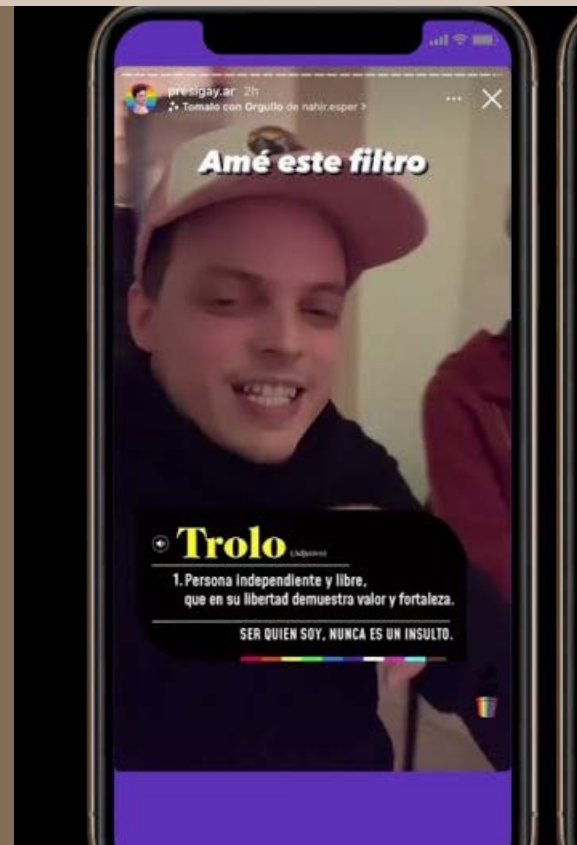 presigay.ar 2h
Tomalo con Orgullo de nahir.esper >
Amé este filtro
Trolo (Adjetivo)
1. Persona independiente y libre,
que en su libertad demuestra valor y fortaleza.
SER QUIEN SOY, NUNCA ES UN INSULTO.